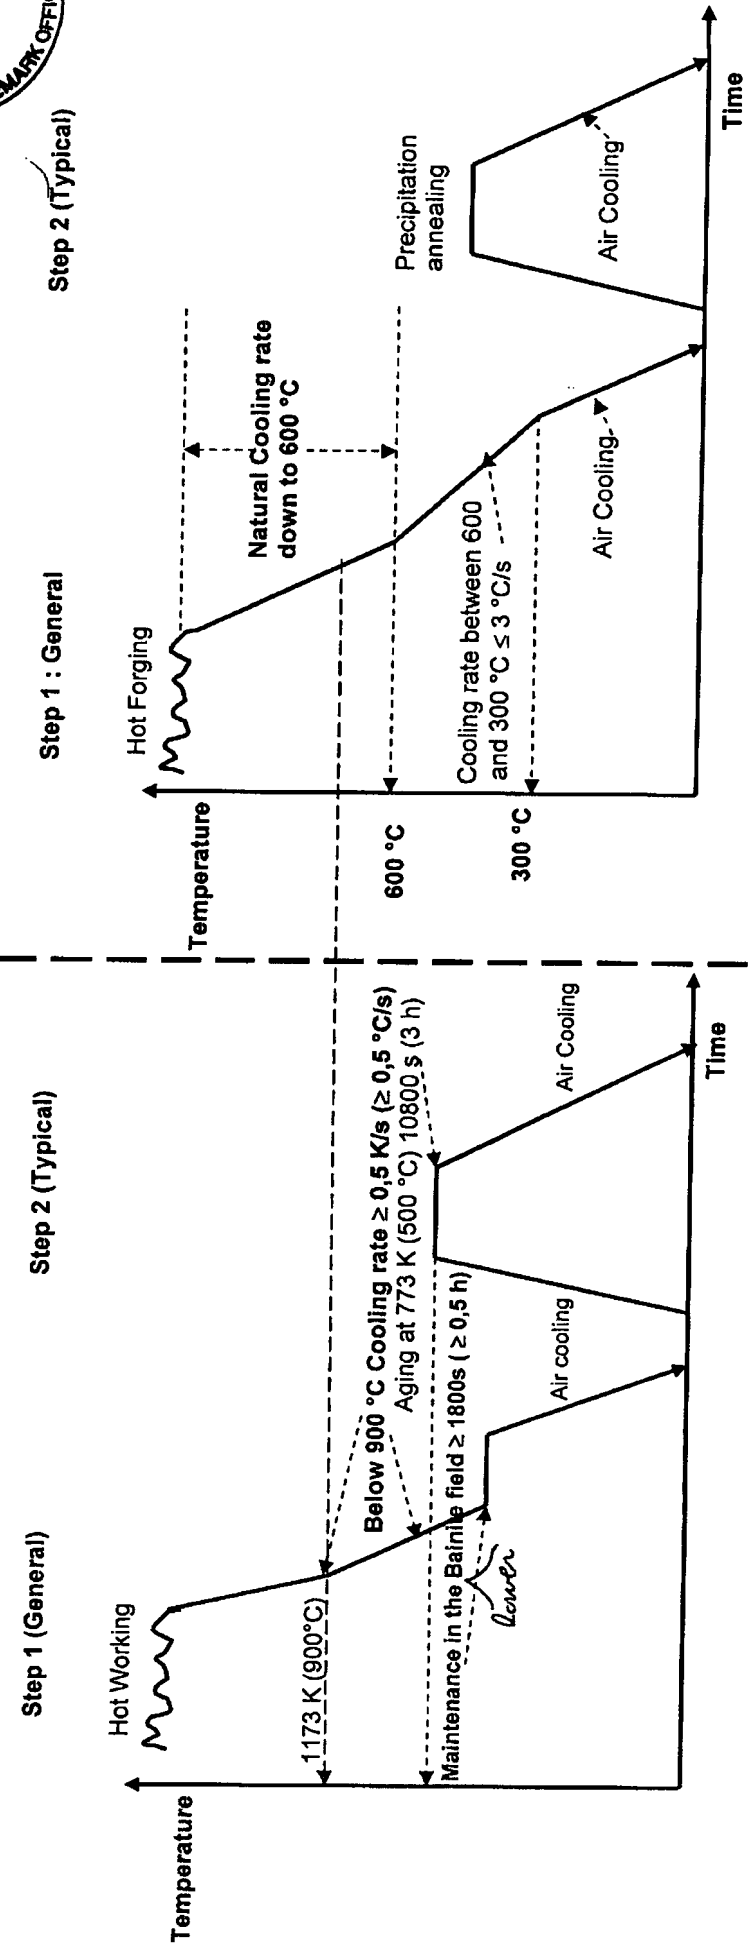 MARK OFFI
Step 1 (General)
Step 2 (Typical)
Temperature
Hot Working
1173 K (900°C)
Below 900 °C Cooling rate ≥ 0,5 K/s (≥ 0,5 °C/s)
Aging at 773 K (500 °C) 10800 s (3 h)
Maintenance in the Bainite field ≥ 1800s ( ≥ 0,5 h)
lower
Air cooling
Air Cooling
Time
Step 1 : General
Step 2 (Typical)
Temperature
Hot Forging
Natural Cooling rate
down to 600 °C
600 °C
Cooling rate between 600
and 300 °C ≤ 3 °C/s
300 °C
Air Cooling
Precipitation
annealing
Air Cooling
Time